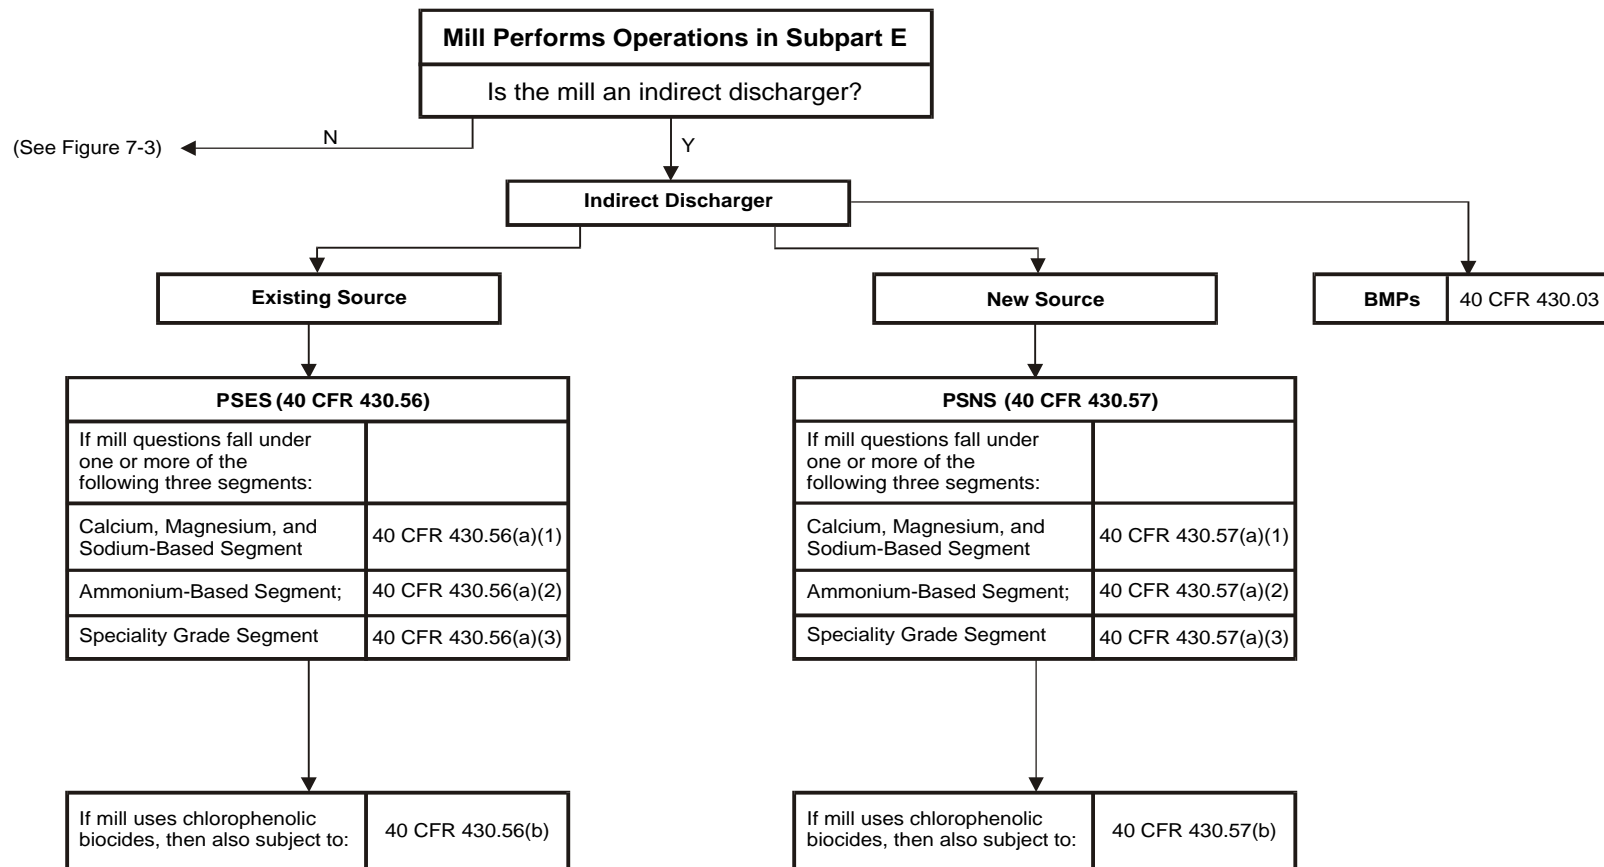 Mill Performs Operations in Subpart E
Is the mill an indirect discharger?
(See Figure 7-3)
N
Y
Indirect Discharger
Existing Source
New Source
BMPs
40 CFR 430.03
PSES (40 CFR 430.56)
If mill questions fall under
one or more of the
following three segments:
Calcium, Magnesium, and
Sodium-Based Segment
40 CFR 430.56(a)(1)
Ammonium-Based Segment;
40 CFR 430.56(a)(2)
Speciality Grade Segment
40 CFR 430.56(a)(3)
PSNS (40 CFR 430.57)
If mill questions fall under
one or more of the
following three segments:
Calcium, Magnesium, and
Sodium-Based Segment
40 CFR 430.57(a)(1)
Ammonium-Based Segment;
40 CFR 430.57(a)(2)
Speciality Grade Segment
40 CFR 430.57(a)(3)
If mill uses chlorophenolic
biocides, then also subject to:
40 CFR 430.56(b)
If mill uses chlorophenolic
biocides, then also subject to:
40 CFR 430.57(b)